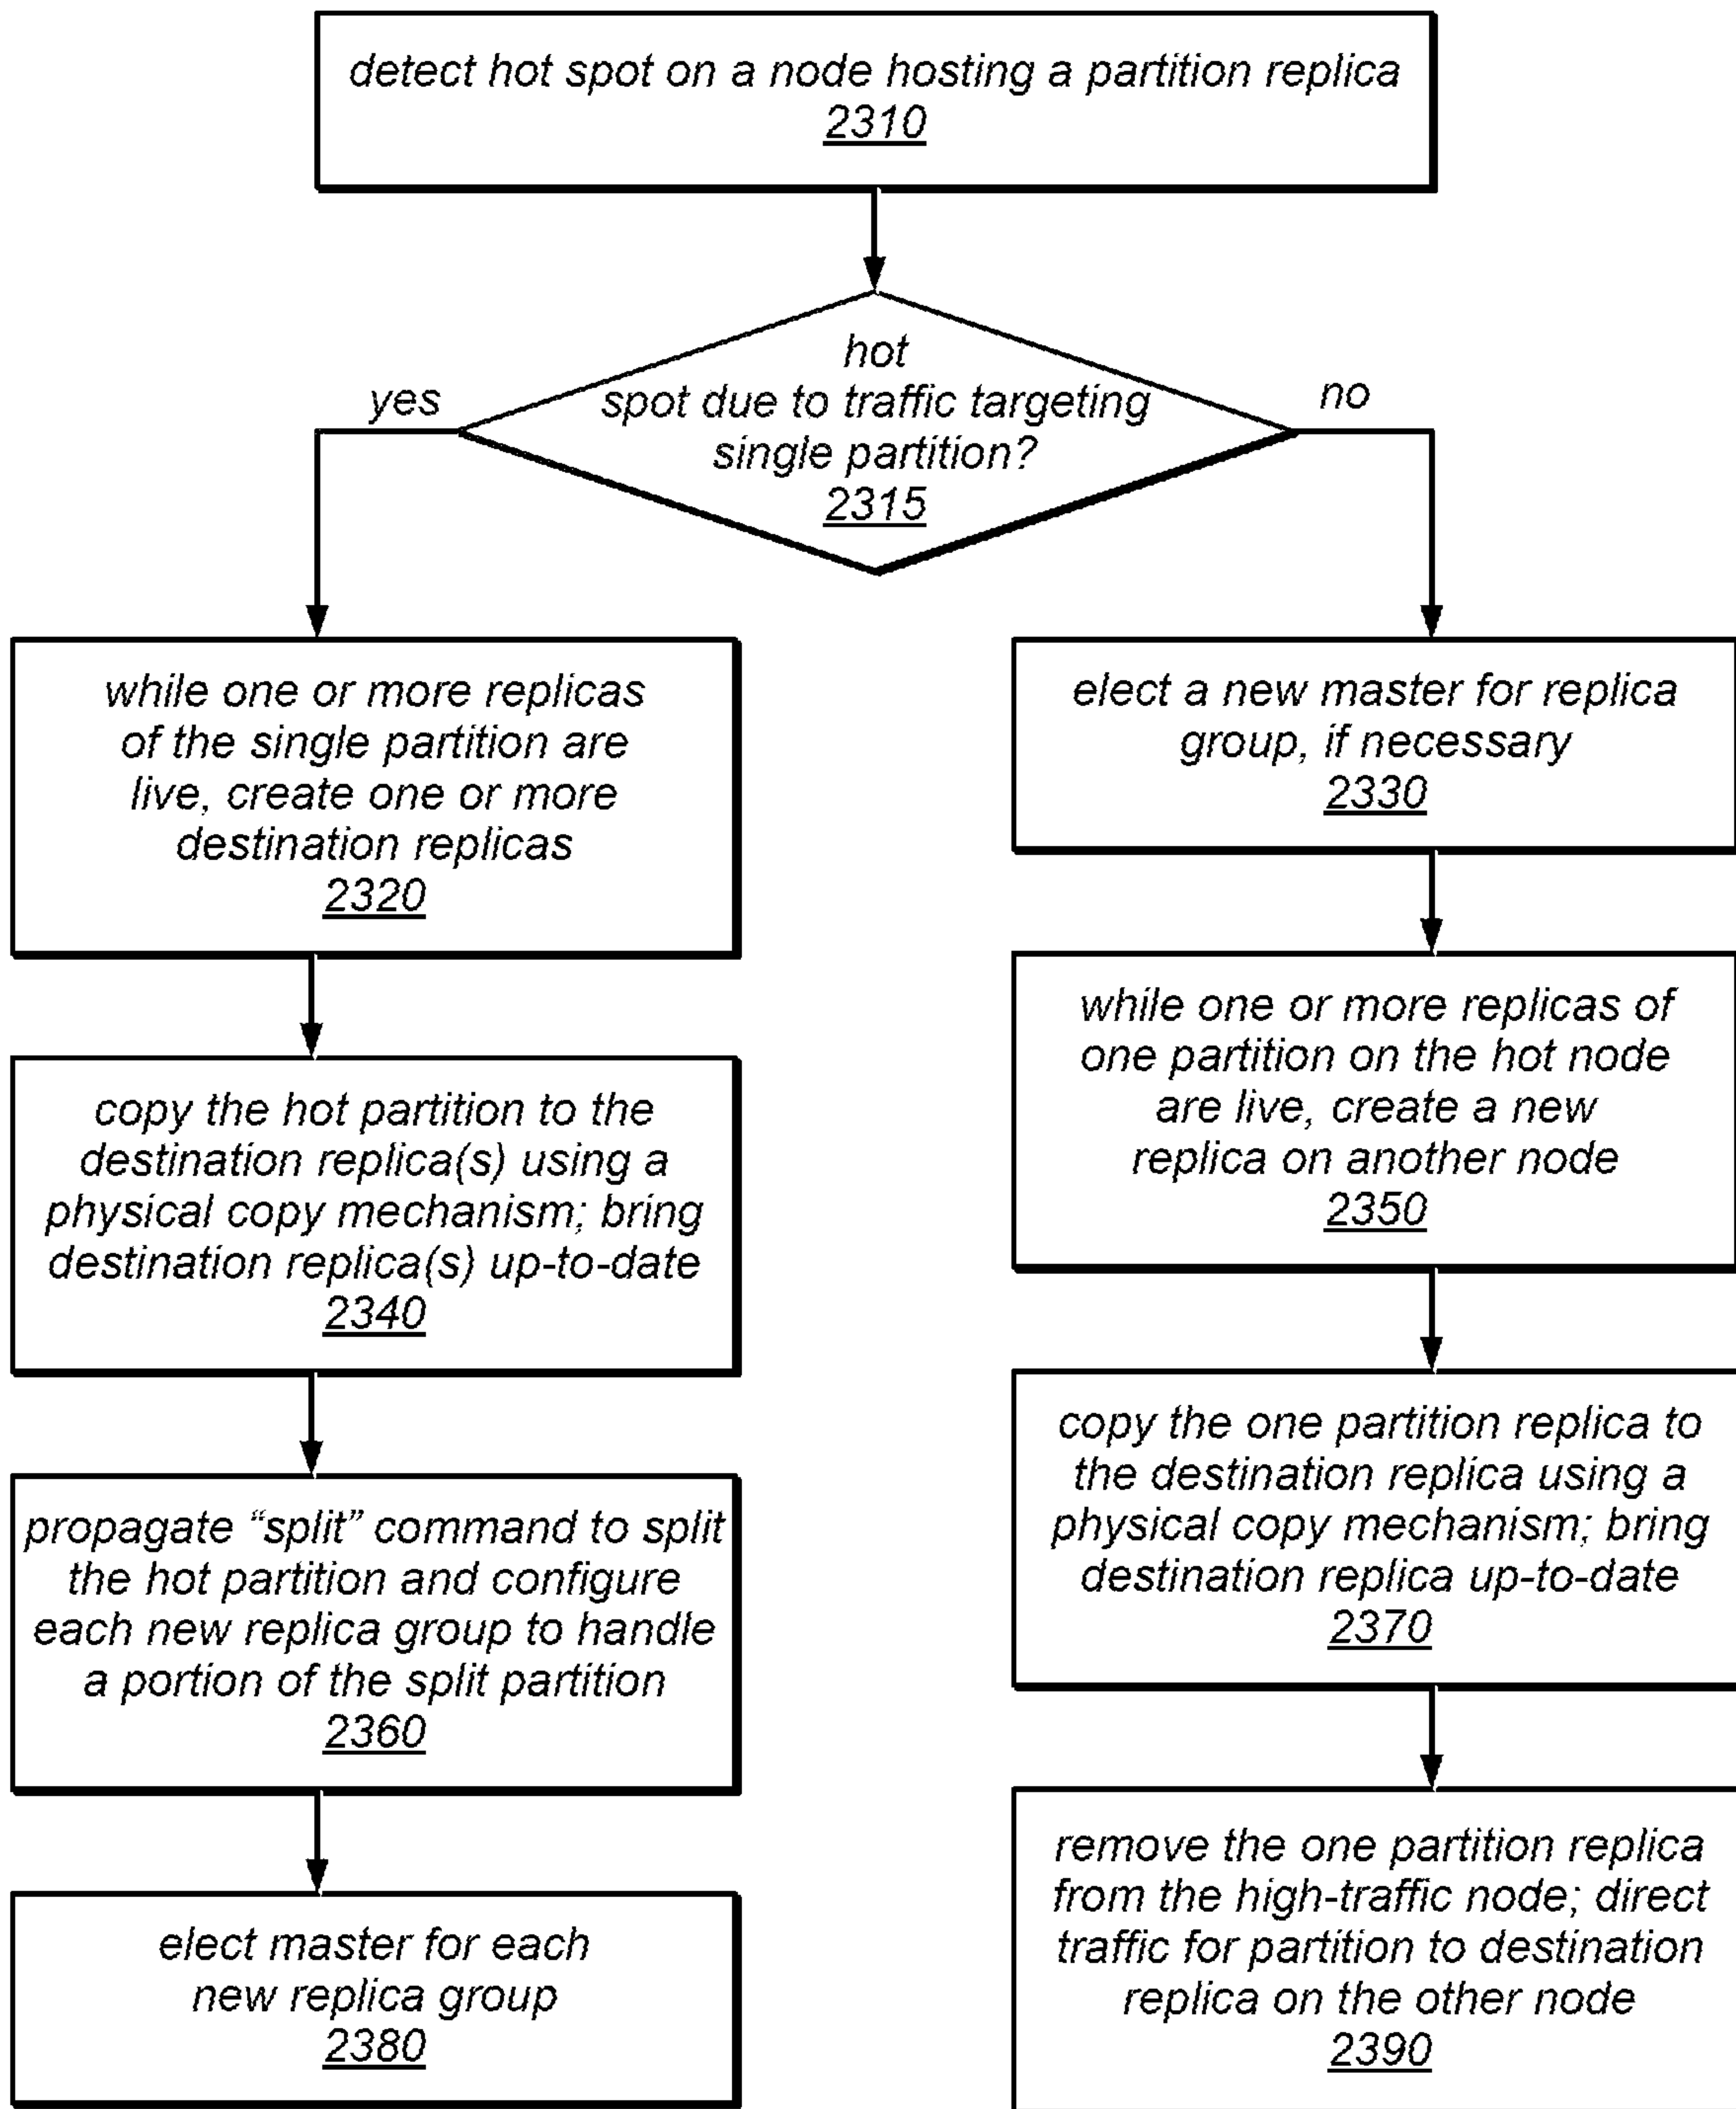 detect hot spot on a node hosting a partition replica
2310
hot
spot due to traffic targeting
single partition?
2315
yes
no
while one or more replicas
of the single partition are
live, create one or more
destination replicas
2320
copy the hot partition to the
destination replica(s) using a
physical copy mechanism; bring
destination replica(s) up-to-date
2340
propagate “split” command to split
the hot partition and configure
each new replica group to handle
a portion of the split partition
2360
elect master for each
new replica group
2380
elect a new master for replica
group, if necessary
2330
while one or more replicas of
one partition on the hot node
are live, create a new
replica on another node
2350
copy the one partition replica to
the destination replica using a
physical copy mechanism; bring
destination replica up-to-date
2370
remove the one partition replica
from the high-traffic node; direct
traffic for partition to destination
replica on the other node
2390